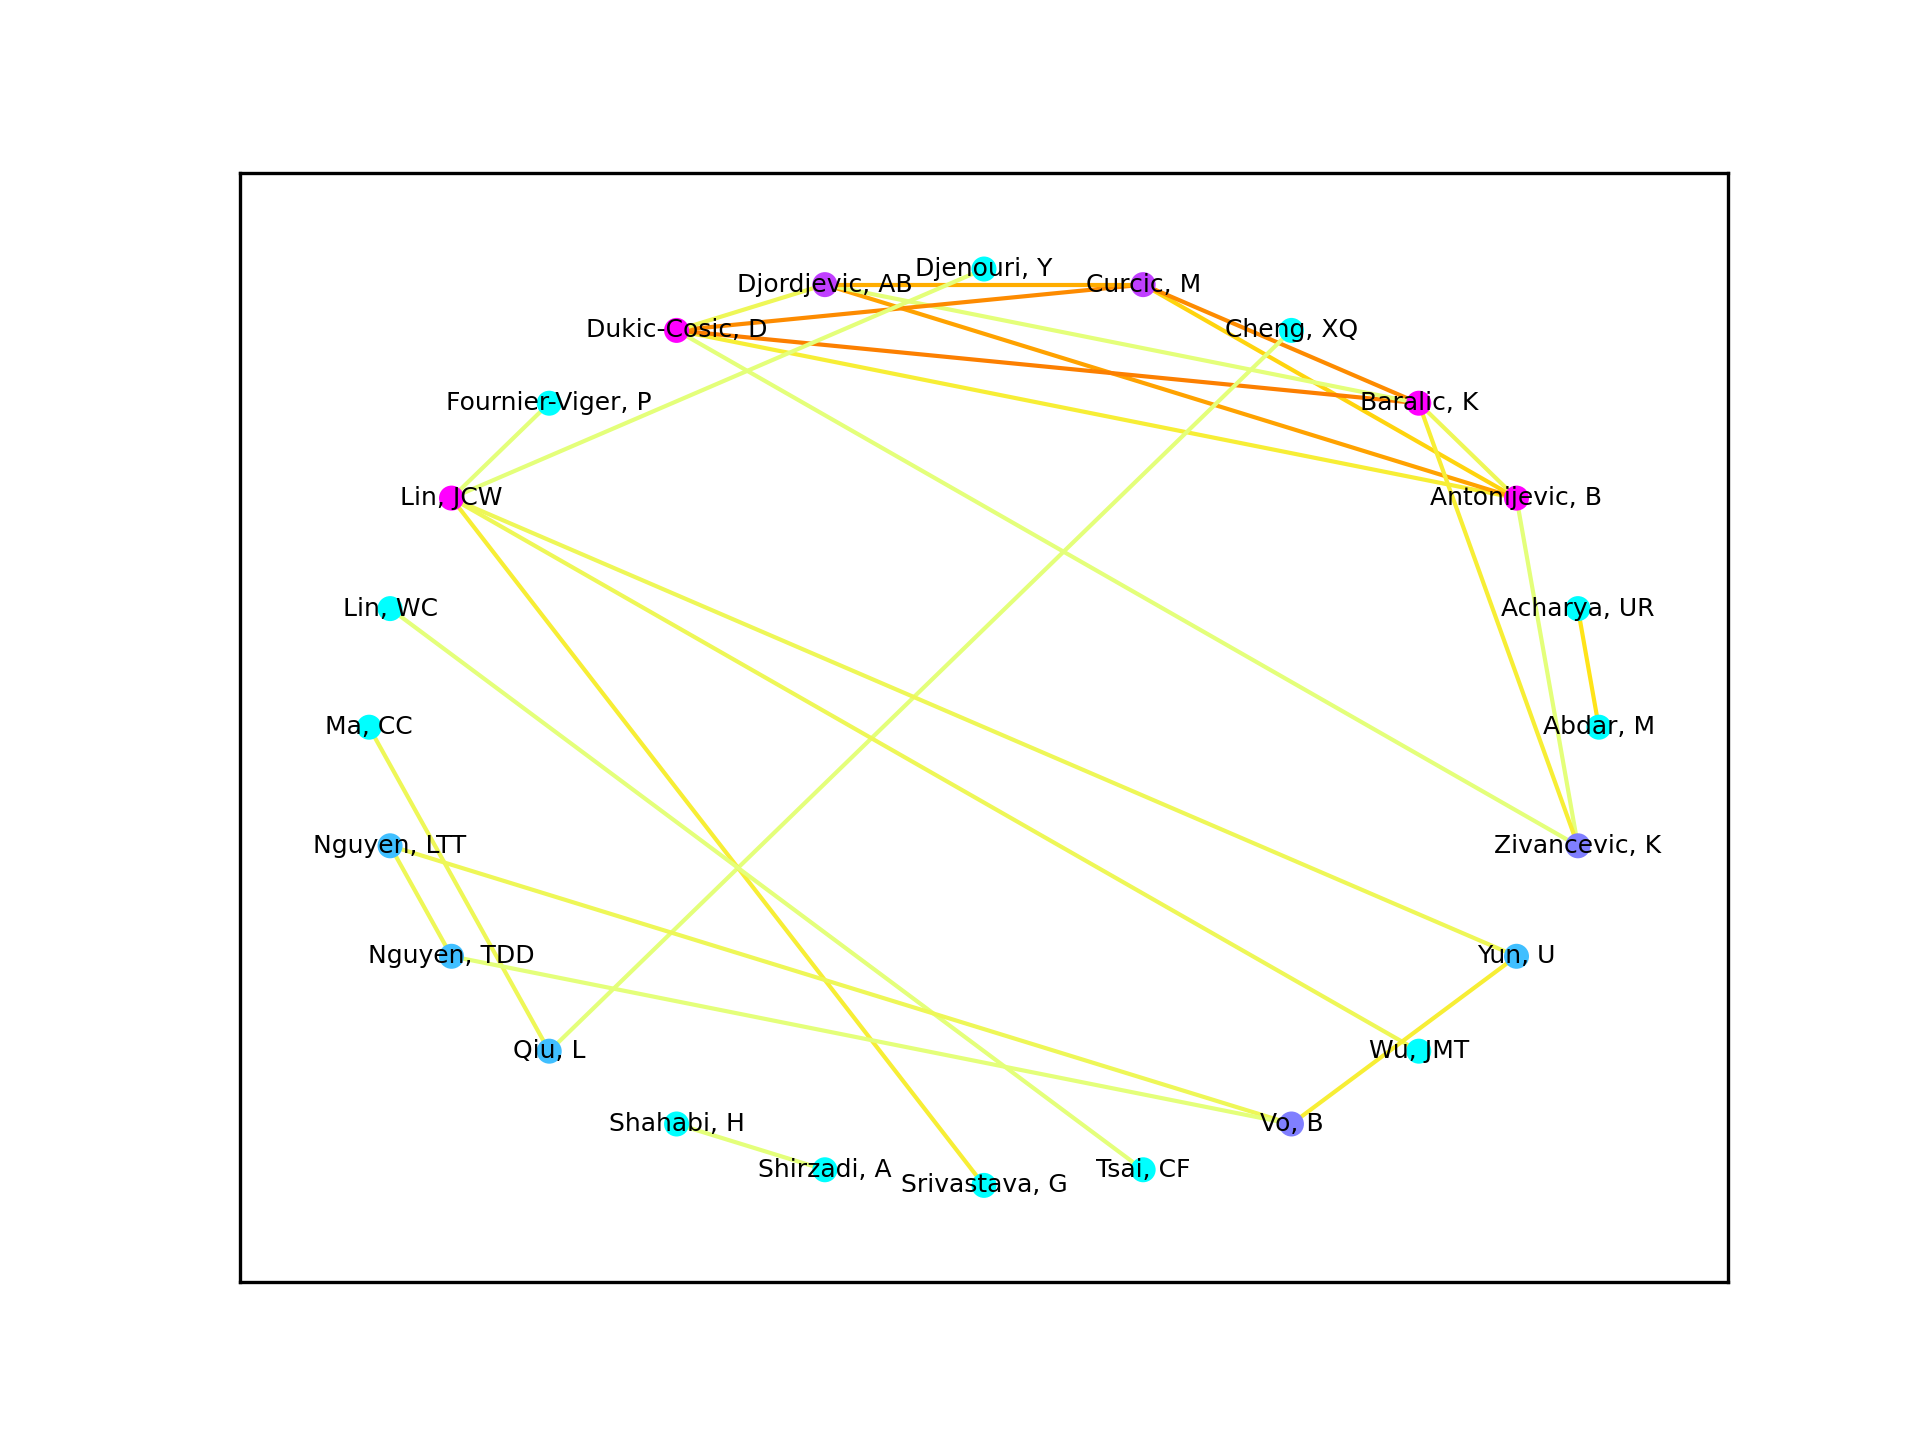 Djenouri, Y
Djordjevic, AB
Curcic, M
Dukic-Cosic, D
Cheng, XQ
Fournier-Viger, P
Baralic, K
Lin, JCW
Antonijevic, B
Lin, WC
Acharya, UR
Ma, CC
Abdar, M
Nguyen, LTT
Zivancevic, K
Nguyen, TDD
Yun, U
Qiu, L
Wu, JMT
Shahabi, H
Vo, B
Shirzadi, A
Tsai, CF
Srivastava, G